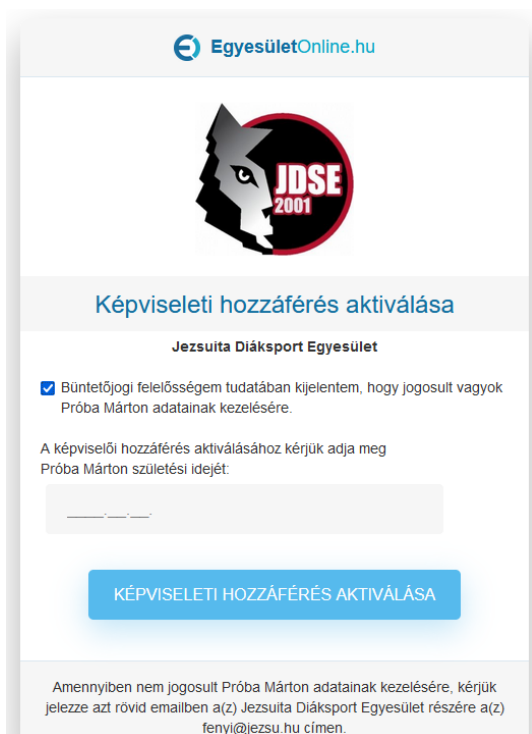 EgyesületOnline.hu
JDSE
2001
Képviseleti hozzáférés aktiválása
Jezsuita Diáksport Egyesület
Büntetőjogi felelősségem tudatában kijelentem, hogy jogosult vagyok
Próba Márton adatainak kezelésére.
A képviselői hozzáférés aktiválásához kérjük adja meg
Próba Márton születési idejét:
____.__.__.
KÉPVISELETI HOZZÁFÉRÉS AKTIVÁLÁSA
Amennyiben nem jogosult Próba Márton adatainak kezelésére, kérjük
jelezze azt rövid emailben a(z) Jezsuita Diáksport Egyesület részére a(z)
fenyi@jezsu.hu címen.